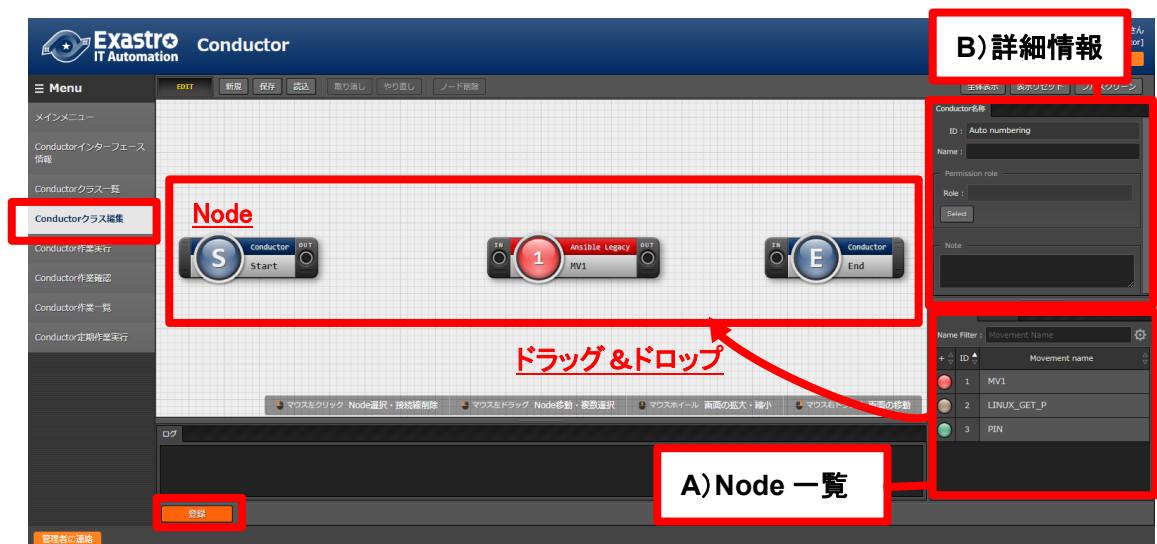 Exastro
IT Automation
Conductor
さん
B)詳細情報
Menu
EDIT
新規
保存
読込
取り消し
やり直し
ノード削除
全体表示
表示リセット
メインメニュー
Conductorインターフェース
情報
Conductorクラス一覧
Conductorクラス編集
Conductor作業実行
Conductor作業確認
Conductor作業一覧
Conductor定期作業実行
Node
S
Conductor
Start
OUT
IN
1
Ansible Legacy
MV1
OUT
IN
E
Conductor
End
ドラッグ&ドロップ
マウス左クリック Node選択・接続線削除
マウス左ドラッグ Node移動・複数選択
マウスホイール 画面の拡大・縮小
画面の移動
Conductor名称
ID : Auto numbering
Name :
Permission role
Role :
Select
Note
Name Filter : Movement Name
+ ID Movement name
1 MV1
2 LINUX_GET_P
3 PIN
ログ
A)Node 一覧
登録
管理者に連絡